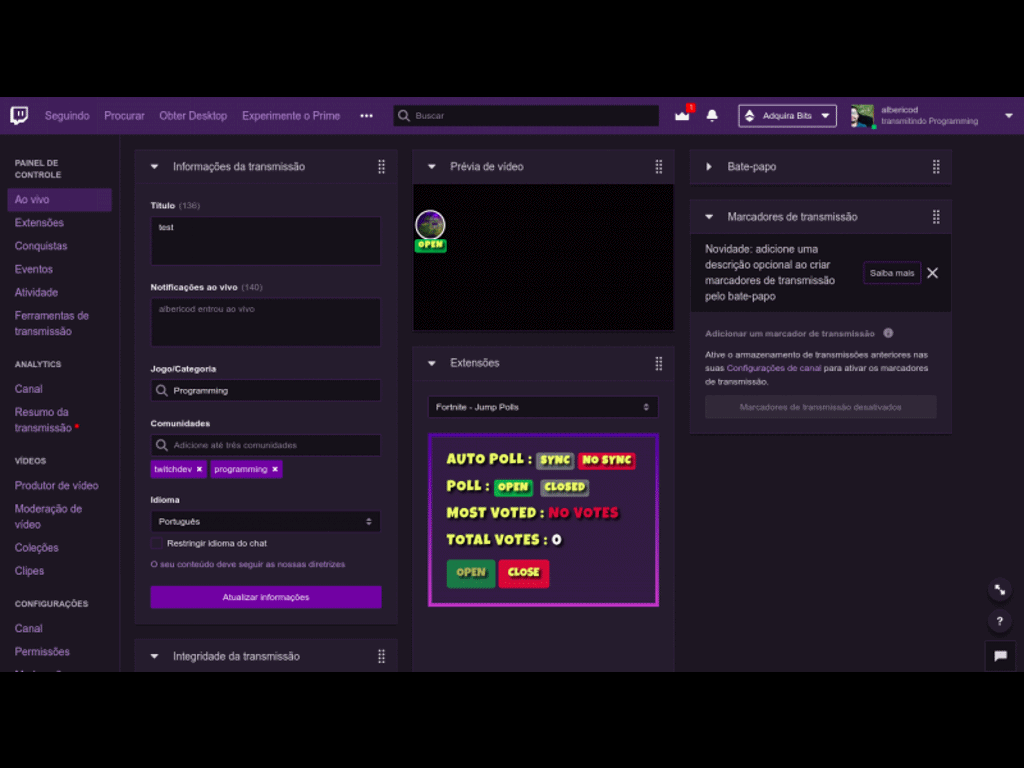 Seguindo
Procurar
Obter Desktop
Experimente o Prime
Buscar
1
Adquira Bits
albericod
transmitindo Programming
PAINEL DE
CONTROLE
Ao vivo
Extensões
Conquistas
Eventos
Atividade
Ferramentas de
transmissão
ANALYTICS
Canal
Resumo da
transmissão
VÍDEOS
Produtor de vídeo
Moderação de
vídeo
Coleções
Clipes
CONFIGURAÇÕES
Canal
Permissões
Informações da transmissão
Título (136)
test
Notificações ao vivo (140)
albericod entrou ao vivo
Jogo/Categoria
Programming
Comunidades
Adicione até três comunidades
twitchdev ×
programming ×
Idioma
Português
Restringir idioma do chat
O seu conteúdo deve seguir as nossas diretrizes
Atualizar informações
Integridade da transmissão
Prévia de vídeo
OPEN
Extensões
Fortnite - Jump Polls
AUTO POLL : SYNC NO SYNC
POLL : OPEN CLOSED
MOST VOTED : NO VOTES
TOTAL VOTES : 0
OPEN CLOSE
Bate-papo
Marcadores de transmissão
Novidade: adicione uma
descrição opcional ao criar
marcadores de transmissão
pelo bate-papo
Saiba mais
Adicionar um marcador de transmissão
Ative o armazenamento de transmissões anteriores nas
suas Configurações de canal para ativar os marcadores
de transmissão.
Marcadores de transmissão desativados
?